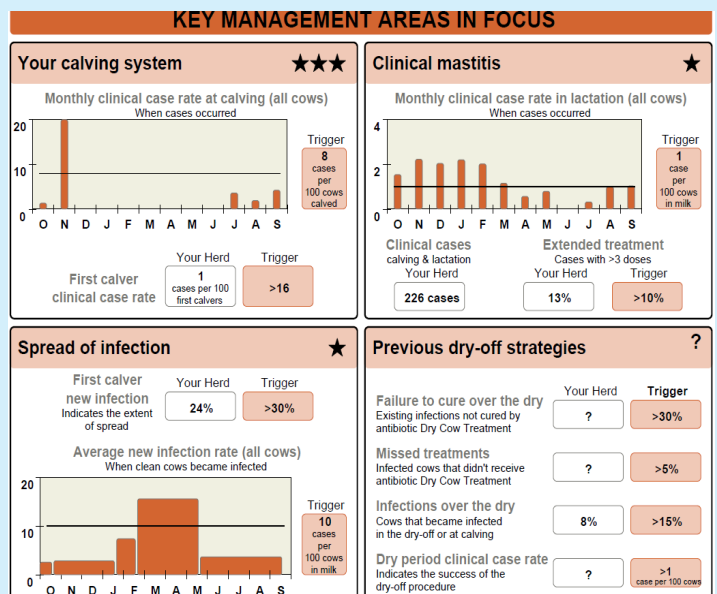 KEY MANAGEMENT AREAS IN FOCUS
Your calving system
Monthly clinical case rate at calving (all cows)
When cases occurred
20
10
0
O N D J F M A M J J A S
Trigger
8
cases
per
100 cows
calved
First calver
clinical case rate
Your Herd
1
cases per 100
first calvers
Trigger
>16
Clinical mastitis
Monthly clinical case rate in lactation (all cows)
When cases occurred
4
2
0
O N D J F M A M J J A S
Trigger
1
case
per
100 cows
in milk
Clinical cases
calving & lactation
Your Herd
226 cases
Extended treatment
Cases with >3 doses
Your Herd
Trigger
13%
>10%
Spread of infection
First calver
new infection
Indicates the extent
of spread
Your Herd
24%
Trigger
>30%
Average new infection rate (all cows)
When clean cows became infected
20
10
0
O N D J F M A M J J A S
Trigger
10
cases
per
100 cows
in milk
Previous dry-off strategies
?
Your Herd
Trigger
Failure to cure over the dry
Existing infections not cured by
antibiotic Dry Cow Treatment
?
>30%
Missed treatments
Infected cows that didn't receive
antibiotic Dry Cow Treatment
?
>5%
Infections over the dry
Cows that became infected
in the dry-off or at calving
8%
>15%
Dry period clinical case rate
Indicates the success of the
dry-off procedure
?
>1
case per 100 cows